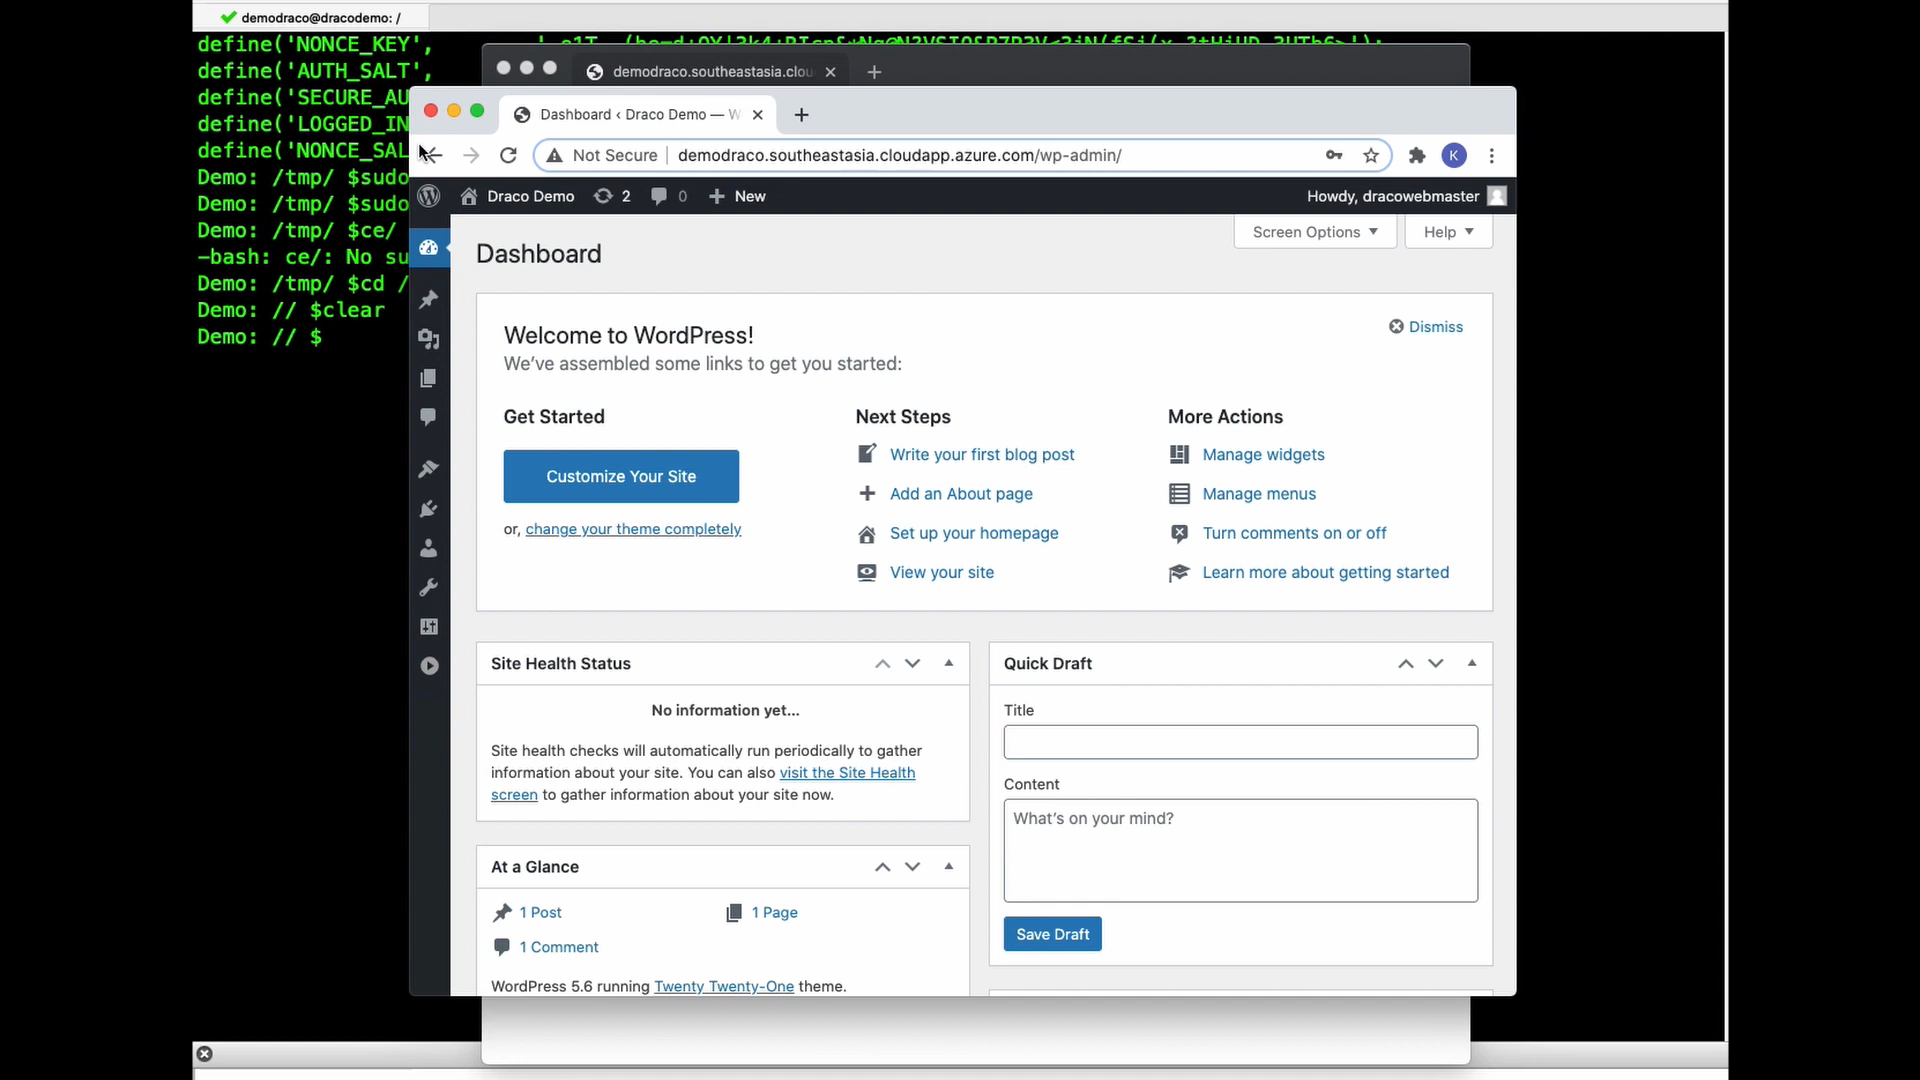 demodraco@dracodemo: /
define('NONCE_KEY',
define('AUTH_SALT',
define('SECURE_AU
define('LOGGED_IN
define('NONCE_SAL
Demo: /tmp/ $sudo
Demo: /tmp/ $sudo
Demo: /tmp/ $ce/
-bash: ce/: No su
Demo: /tmp/ $cd /
Demo: // $clear
Demo: // $
demodraco.southeastasia.clou
Dashboard ‹ Draco Demo — W
Not Secure
demodraco.southeastasia.cloudapp.azure.com/wp-admin/
K
Draco Demo
2
0
New
Howdy, dracowebmaster
Screen Options
Help
Dashboard
Welcome to WordPress!
We've assembled some links to get you started:
Dismiss
Get Started
Customize Your Site
or, change your theme completely
Next Steps
Write your first blog post
Add an About page
Set up your homepage
View your site
More Actions
Manage widgets
Manage menus
Turn comments on or off
Learn more about getting started
Site Health Status
No information yet...
Site health checks will automatically run periodically to gather
information about your site. You can also visit the Site Health
screen to gather information about your site now.
At a Glance
1 Post
1 Page
1 Comment
WordPress 5.6 running Twenty Twenty-One theme.
Quick Draft
Title
Content
What's on your mind?
Save Draft